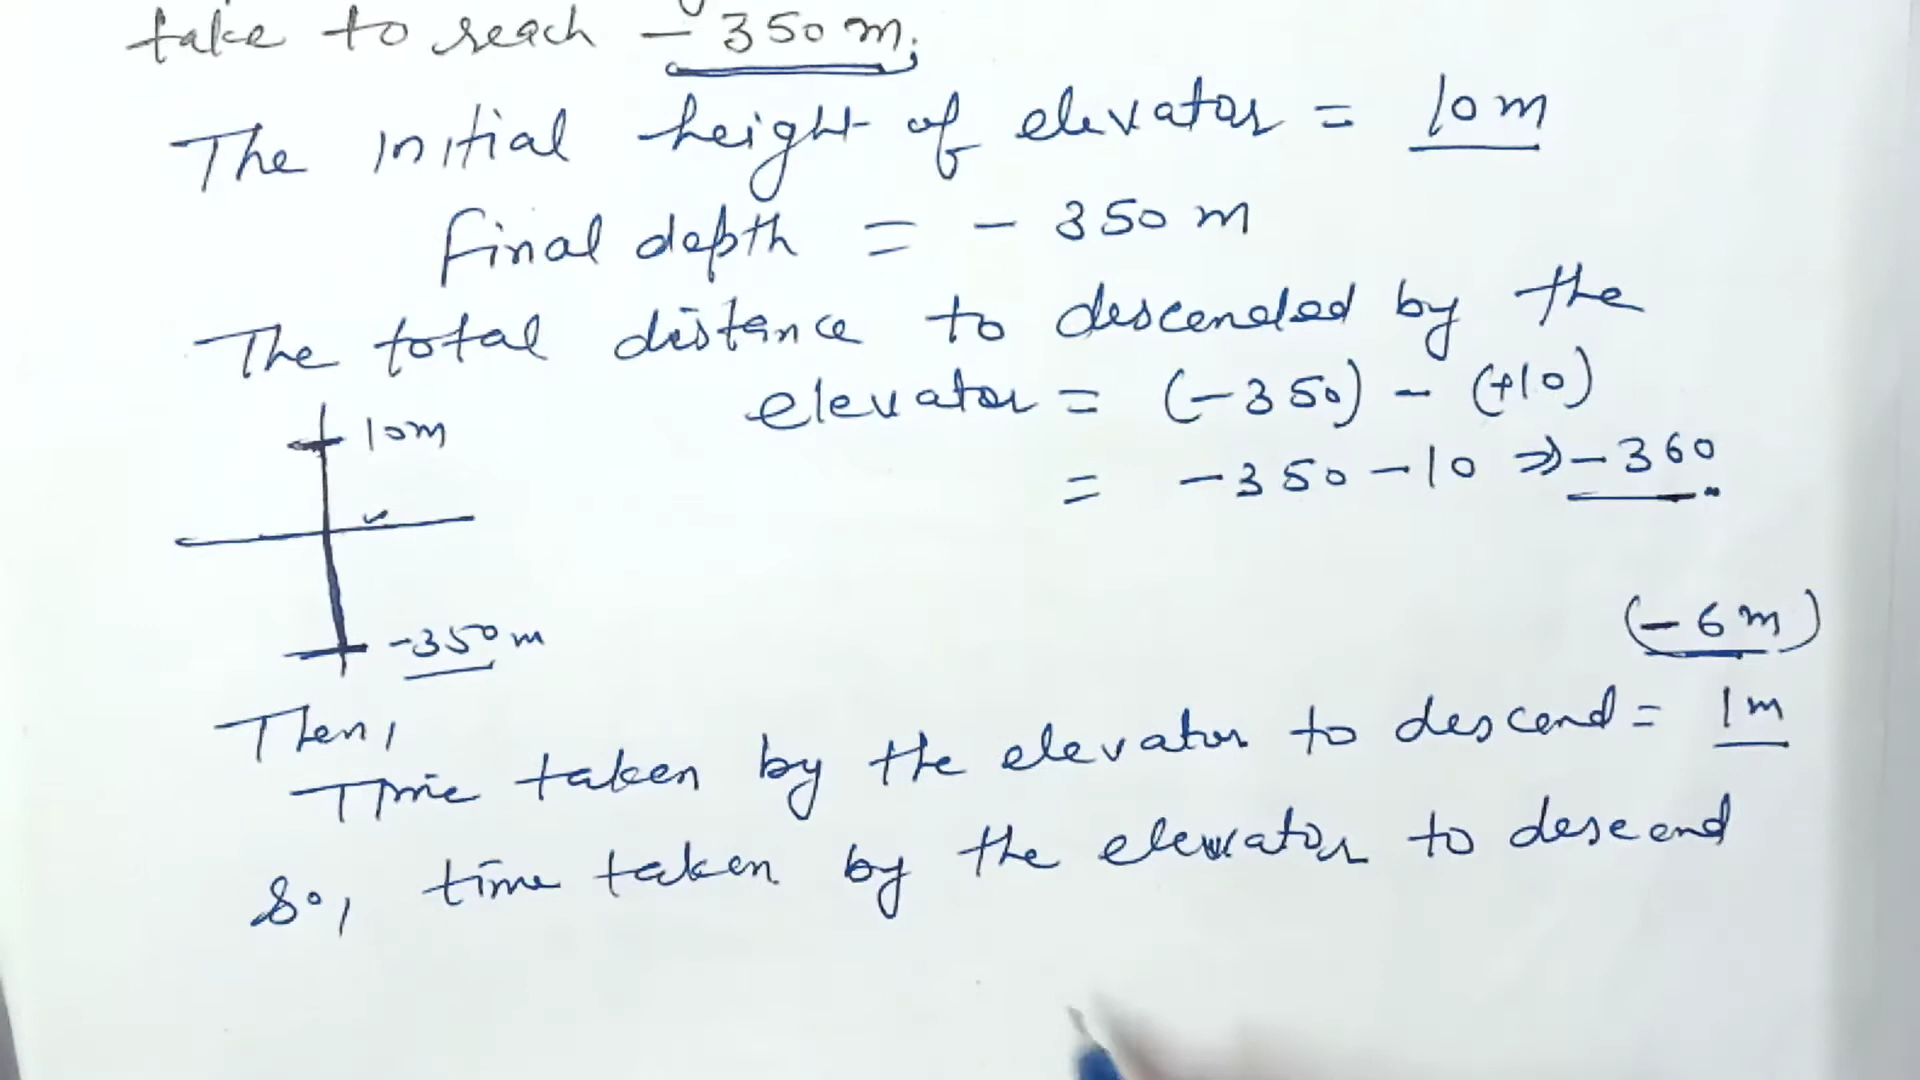 take to reach - 350 m.
The initial height of elevator = 10 m
final depth = - 350 m
The total distance to descended by the
elevator = (-350) - (+10)
= -350 - 10 ⇒ -360
10m
-350 m
(-6 m)
Then,
Time taken by the elevator to descend = 1 m
So, time taken by the elevator to descend